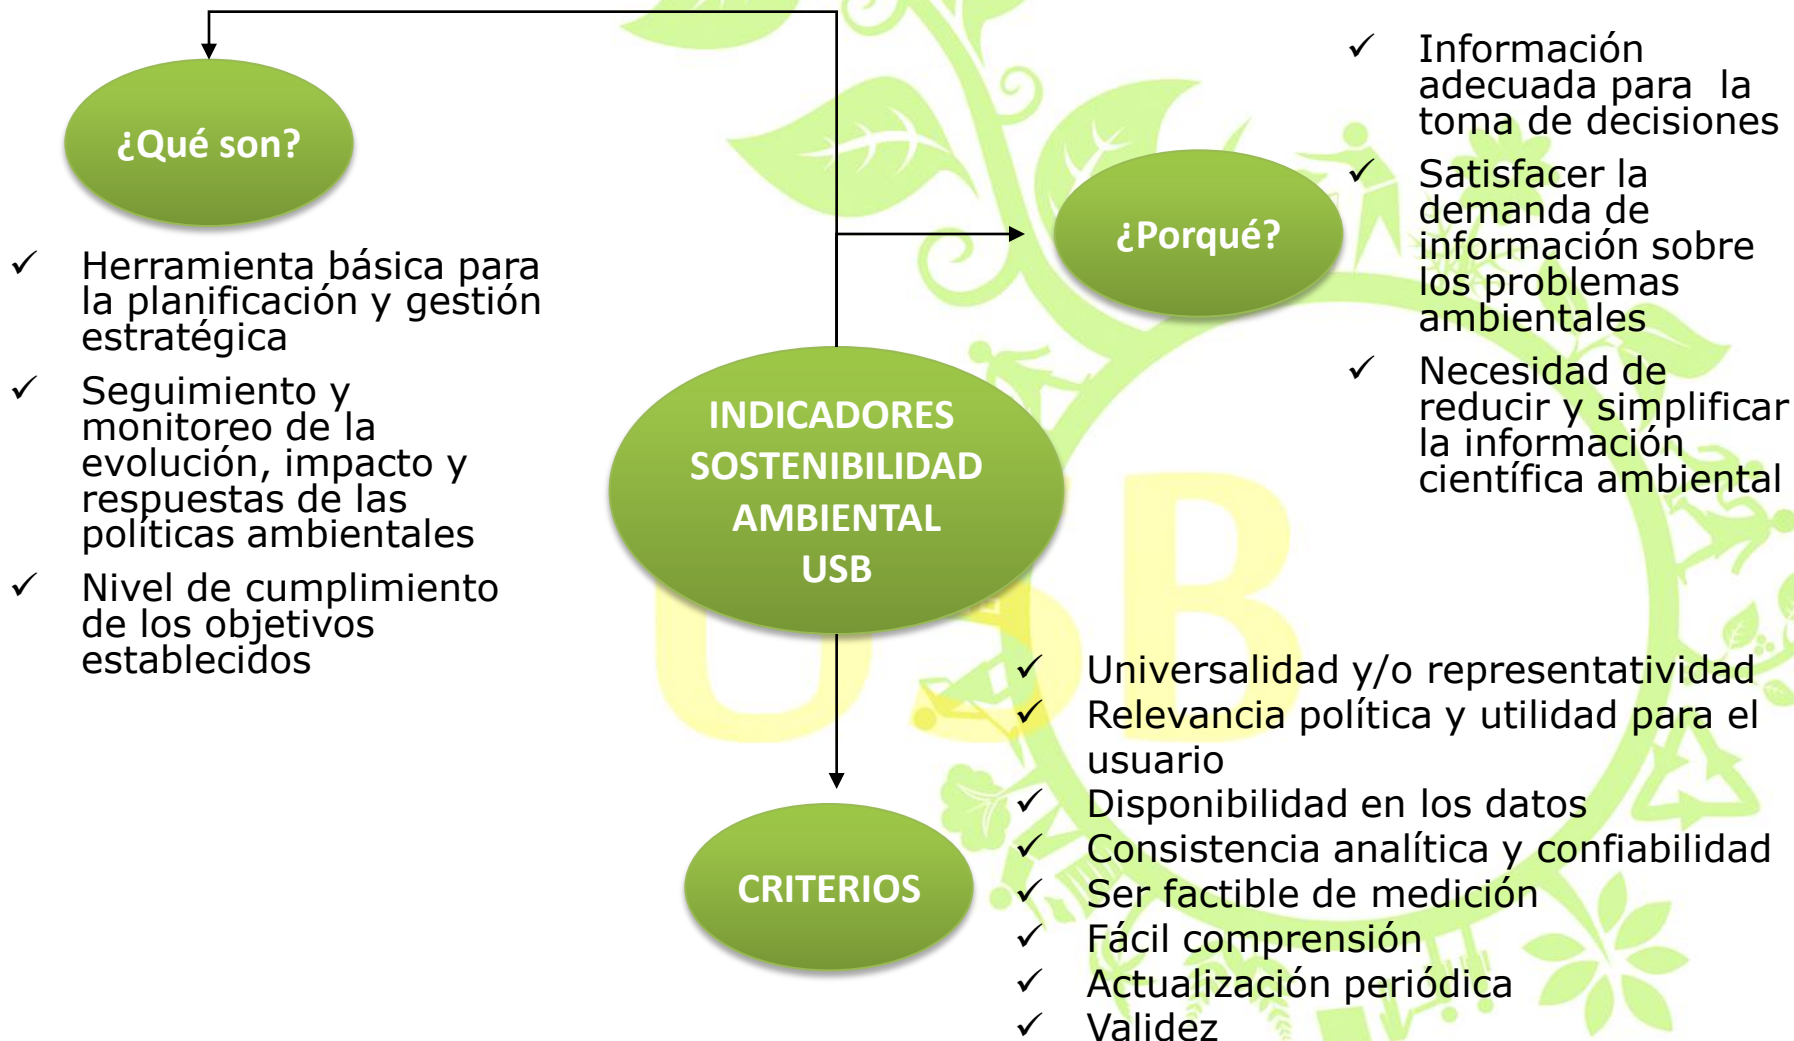 ¿Qué son?
✓ Herramienta básica para
la planificación y gestión
estratégica
✓ Seguimiento y
monitoreo de la
evolución, impacto y
respuestas de las
políticas ambientales
✓ Nivel de cumplimiento
de los objetivos
establecidos
¿Porqué?
✓ Información
adecuada para la
toma de decisiones
✓ Satisfacer la
demanda de
información sobre
los problemas
ambientales
✓ Necesidad de
reducir y simplificar
la información
científica ambiental
INDICADORES
SOSTENIBILIDAD
AMBIENTAL
USB
USB
CRITERIOS
✓ Universalidad y/o representatividad
✓ Relevancia política y utilidad para el
usuario
✓ Disponibilidad en los datos
✓ Consistencia analítica y confiabilidad
✓ Ser factible de medición
✓ Fácil comprensión
✓ Actualización periódica
✓ Validez